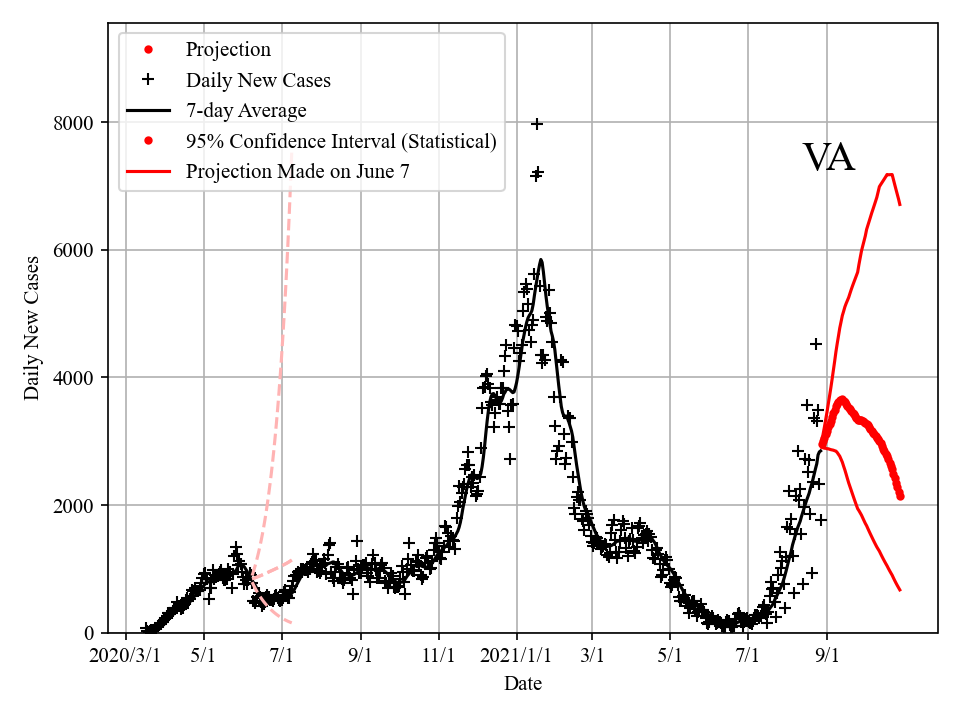 Projection
Daily New Cases
7-day Average
95% Confidence Interval (Statistical)
Projection Made on June 7
VA
Daily New Cases
8000
6000
4000
2000
0
2020/3/1 5/1 7/1 9/1 11/1 2021/1/1 3/1 5/1 7/1 9/1
Date